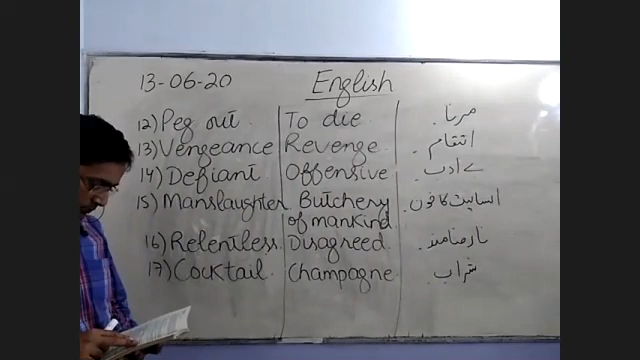 13-06-20 English
12) Peg out To die مرنا۔
13) Vengeance Revenge انتقام۔
14) Defiant Offensive بے ادب۔
15) Manslaughter Butchery انسانیت کا خون۔
of mankind
16) Relentless Disagreed نارضامند۔
17) Cocktail Champagne شراب۔